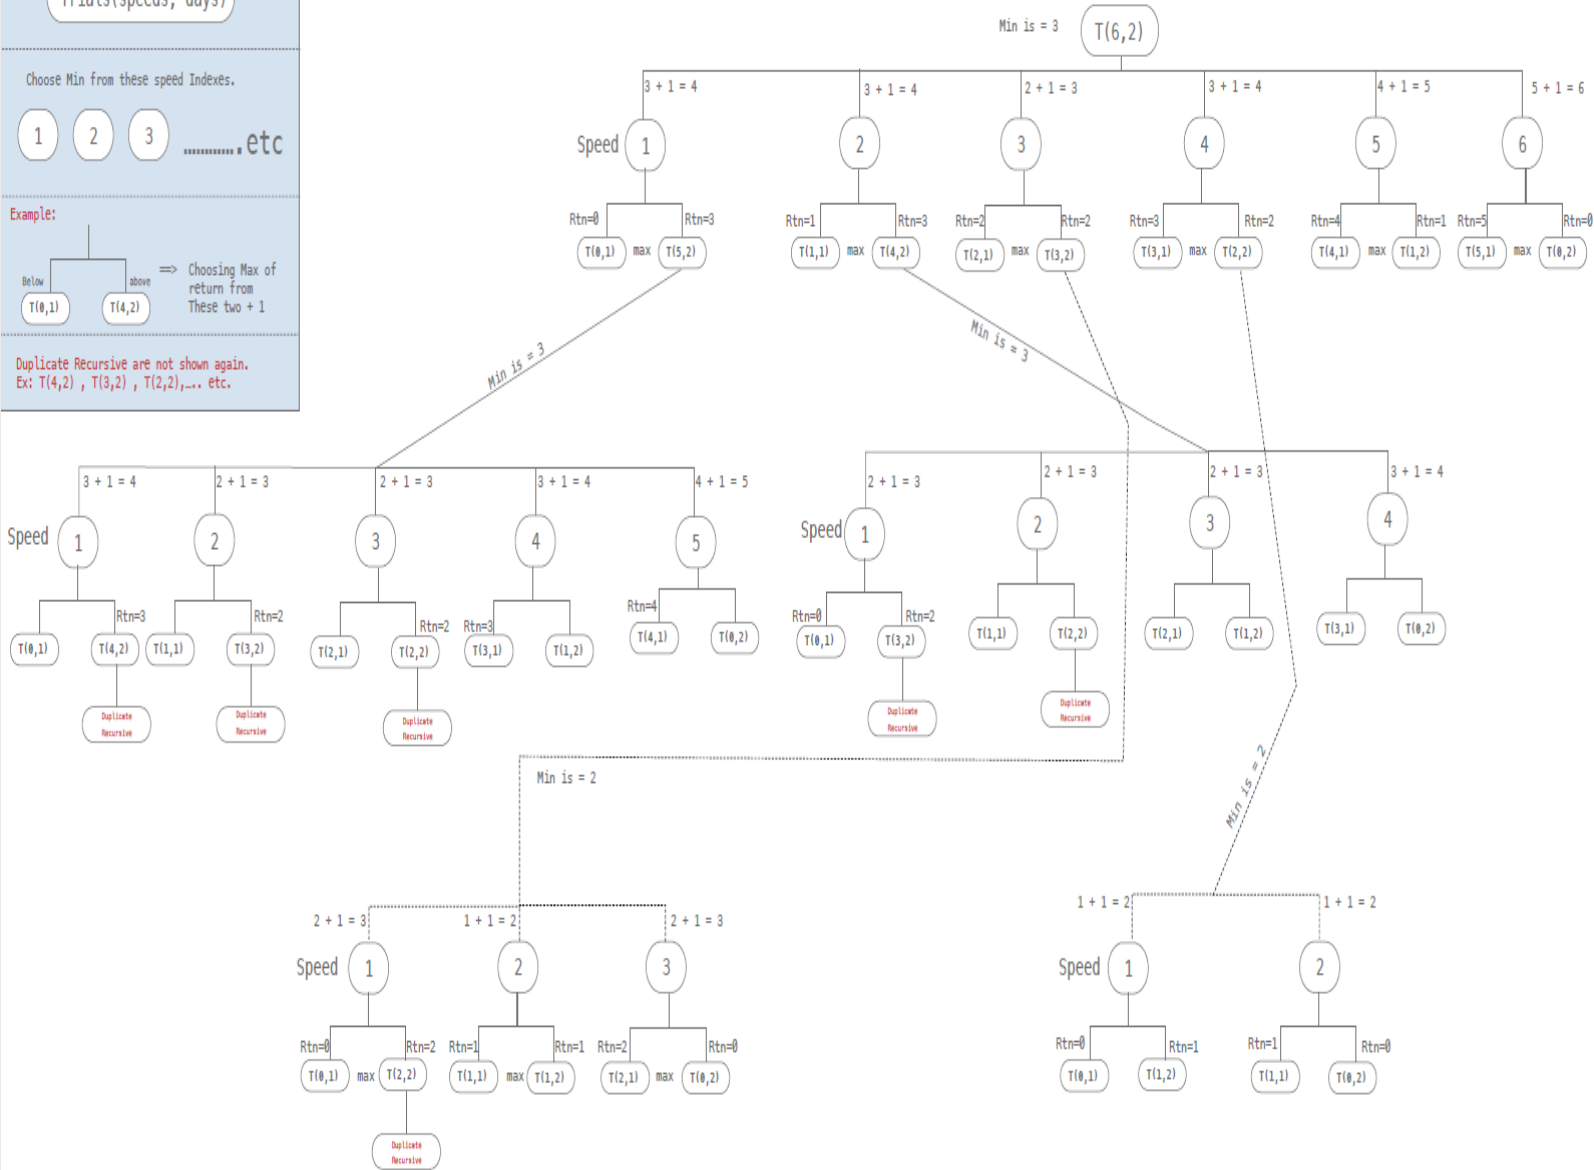 Trials(speeds, days)
Choose Min from these speed Indexes.
1 2 3 ............etc
Example:
Below above
T(0,1) T(4,2)
==> Choosing Max of
return from
These two + 1
Duplicate Recursive are not shown again.
Ex: T(4,2) , T(3,2) , T(2,2),…. etc.
Min is = 3 T(6,2)
3 + 1 = 4 3 + 1 = 4 2 + 1 = 3 3 + 1 = 4 4 + 1 = 5 5 + 1 = 6
Speed 1 2 3 4 5 6
Rtn=0 Rtn=3 Rtn=1 Rtn=3 Rtn=2 Rtn=2 Rtn=3 Rtn=2 Rtn=4 Rtn=1 Rtn=5 Rtn=0
T(0,1) max T(5,2) T(1,1) max T(4,2) T(2,1) max T(3,2) T(3,1) max T(2,2) T(4,1) max T(1,2) T(5,1) max T(0,2)
Min is = 3
Min is = 3
3 + 1 = 4 2 + 1 = 3 2 + 1 = 3 3 + 1 = 4 4 + 1 = 5
Speed 1 2 3 4 5
Rtn=3 Rtn=2 Rtn=2 Rtn=3 Rtn=4
T(0,1) T(4,2) T(1,1) T(3,2) T(2,1) T(2,2) T(3,1) T(1,2) T(4,1) T(0,2)
Duplicate
Recursive
Duplicate
Recursive
Duplicate
Recursive
2 + 1 = 3 2 + 1 = 3 2 + 1 = 3 3 + 1 = 4
Speed 1 2 3 4
Rtn=0 Rtn=2
T(0,1) T(3,2) T(1,1) T(2,2) T(2,1) T(1,2) T(3,1) T(0,2)
Duplicate
Recursive
Duplicate
Recursive
Min is = 2
Min is = 2
2 + 1 = 3 1 + 1 = 2 2 + 1 = 3
Speed 1 2 3
Rtn=0 Rtn=2 Rtn=1 Rtn=1 Rtn=2 Rtn=0
T(0,1) max T(2,2) T(1,1) max T(1,2) T(2,1) max T(0,2)
Duplicate
Recursive
1 + 1 = 2 1 + 1 = 2
Speed 1 2
Rtn=0 Rtn=1 Rtn=1 Rtn=0
T(0,1) T(1,2) T(1,1) T(0,2)